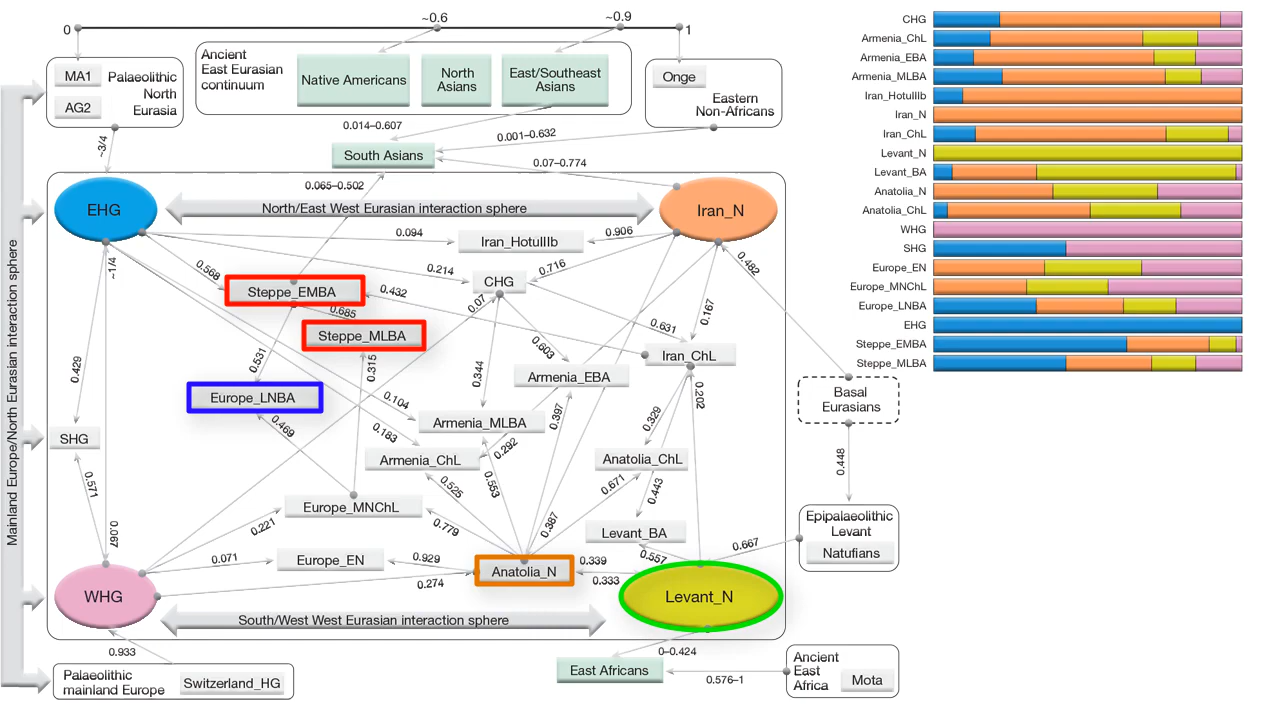 0
~0.6
~0.9
1
MA1
AG2
Palaeolithic
North
Eurasia
Ancient
East Eurasian
continuum
Native Americans
North
Asians
East/Southeast
Asians
Onge
Eastern
Non-Africans
~3/4
0.014–0.607
0.001–0.632
South Asians
0.07–0.774
0.065–0.502
EHG
North/East West Eurasian interaction sphere
Iran_N
0.094
Iran_HotuIIIb
0.906
~1/4
0.568
0.214
CHG
0.716
0.482
Steppe_EMBA
0.432
0.07
0.685
Steppe_MLBA
0.631
0.167
0.531
0.315
0.603
Iran_ChL
0.429
0.344
Armenia_EBA
Europe_LNBA
0.104
0.397
0.202
Basal
Eurasians
0.469
Armenia_MLBA
0.329
SHG
0.183
0.292
Armenia_ChL
Anatolia_ChL
0.448
0.571
0.525
0.553
0.671
0.443
Europe_MNChL
0.221
0.779
0.387
Levant_BA
Epipaleolithic
Levant
Natufians
0.067
0.071
Europe_EN
0.929
0.339
0.557
0.667
Anatolia_N
0.274
0.333
WHG
Levant_N
South/West West Eurasian interaction sphere
0.933
0–0.424
Palaeolithic
mainland Europe
Switzerland_HG
East Africans
0.576–1
Ancient
East
Africa
Mota
Mainland Europe/North Eurasian interaction sphere
CHG
Armenia_ChL
Armenia_EBA
Armenia_MLBA
Iran_HotuIIIb
Iran_N
Iran_ChL
Levant_N
Levant_BA
Anatolia_N
Anatolia_ChL
WHG
SHG
Europe_EN
Europe_MNChL
Europe_LNBA
EHG
Steppe_EMBA
Steppe_MLBA